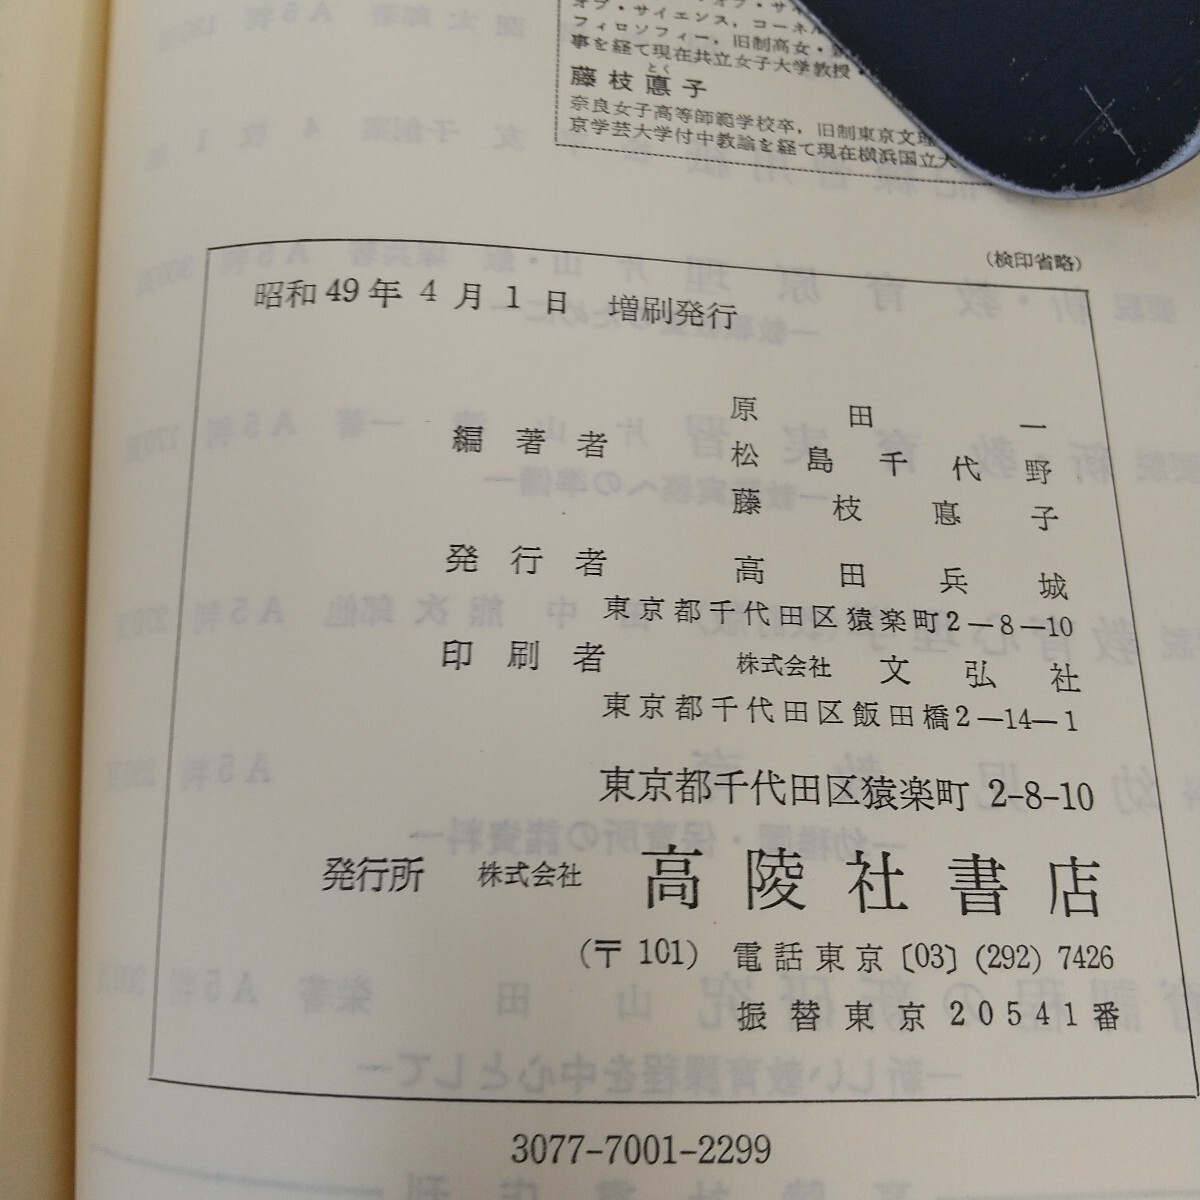 オブ・サイエンス，コーネル
フィロソフィー，旧制高女・
事を経て現在共立女子大学教授・
とく
藤枝悳子
奈良女子高等師範学校卒，旧制東京文理
京学芸大学付中教諭を経て現在横浜国立大
（検印省略）
昭和49年4月1日 増刷発行
原田一
編著者 松島千代野
藤枝悳子
発行者 高田兵城
東京都千代田区猿楽町2－8－10
印刷者 株式会社 文弘社
東京都千代田区飯田橋2－14－1
東京都千代田区猿楽町 2-8-10
発行所 株式会社 高陵社書店
（〒101） 電話東京〔03〕(292) 7426
振替東京20541番
3077-7001-2299